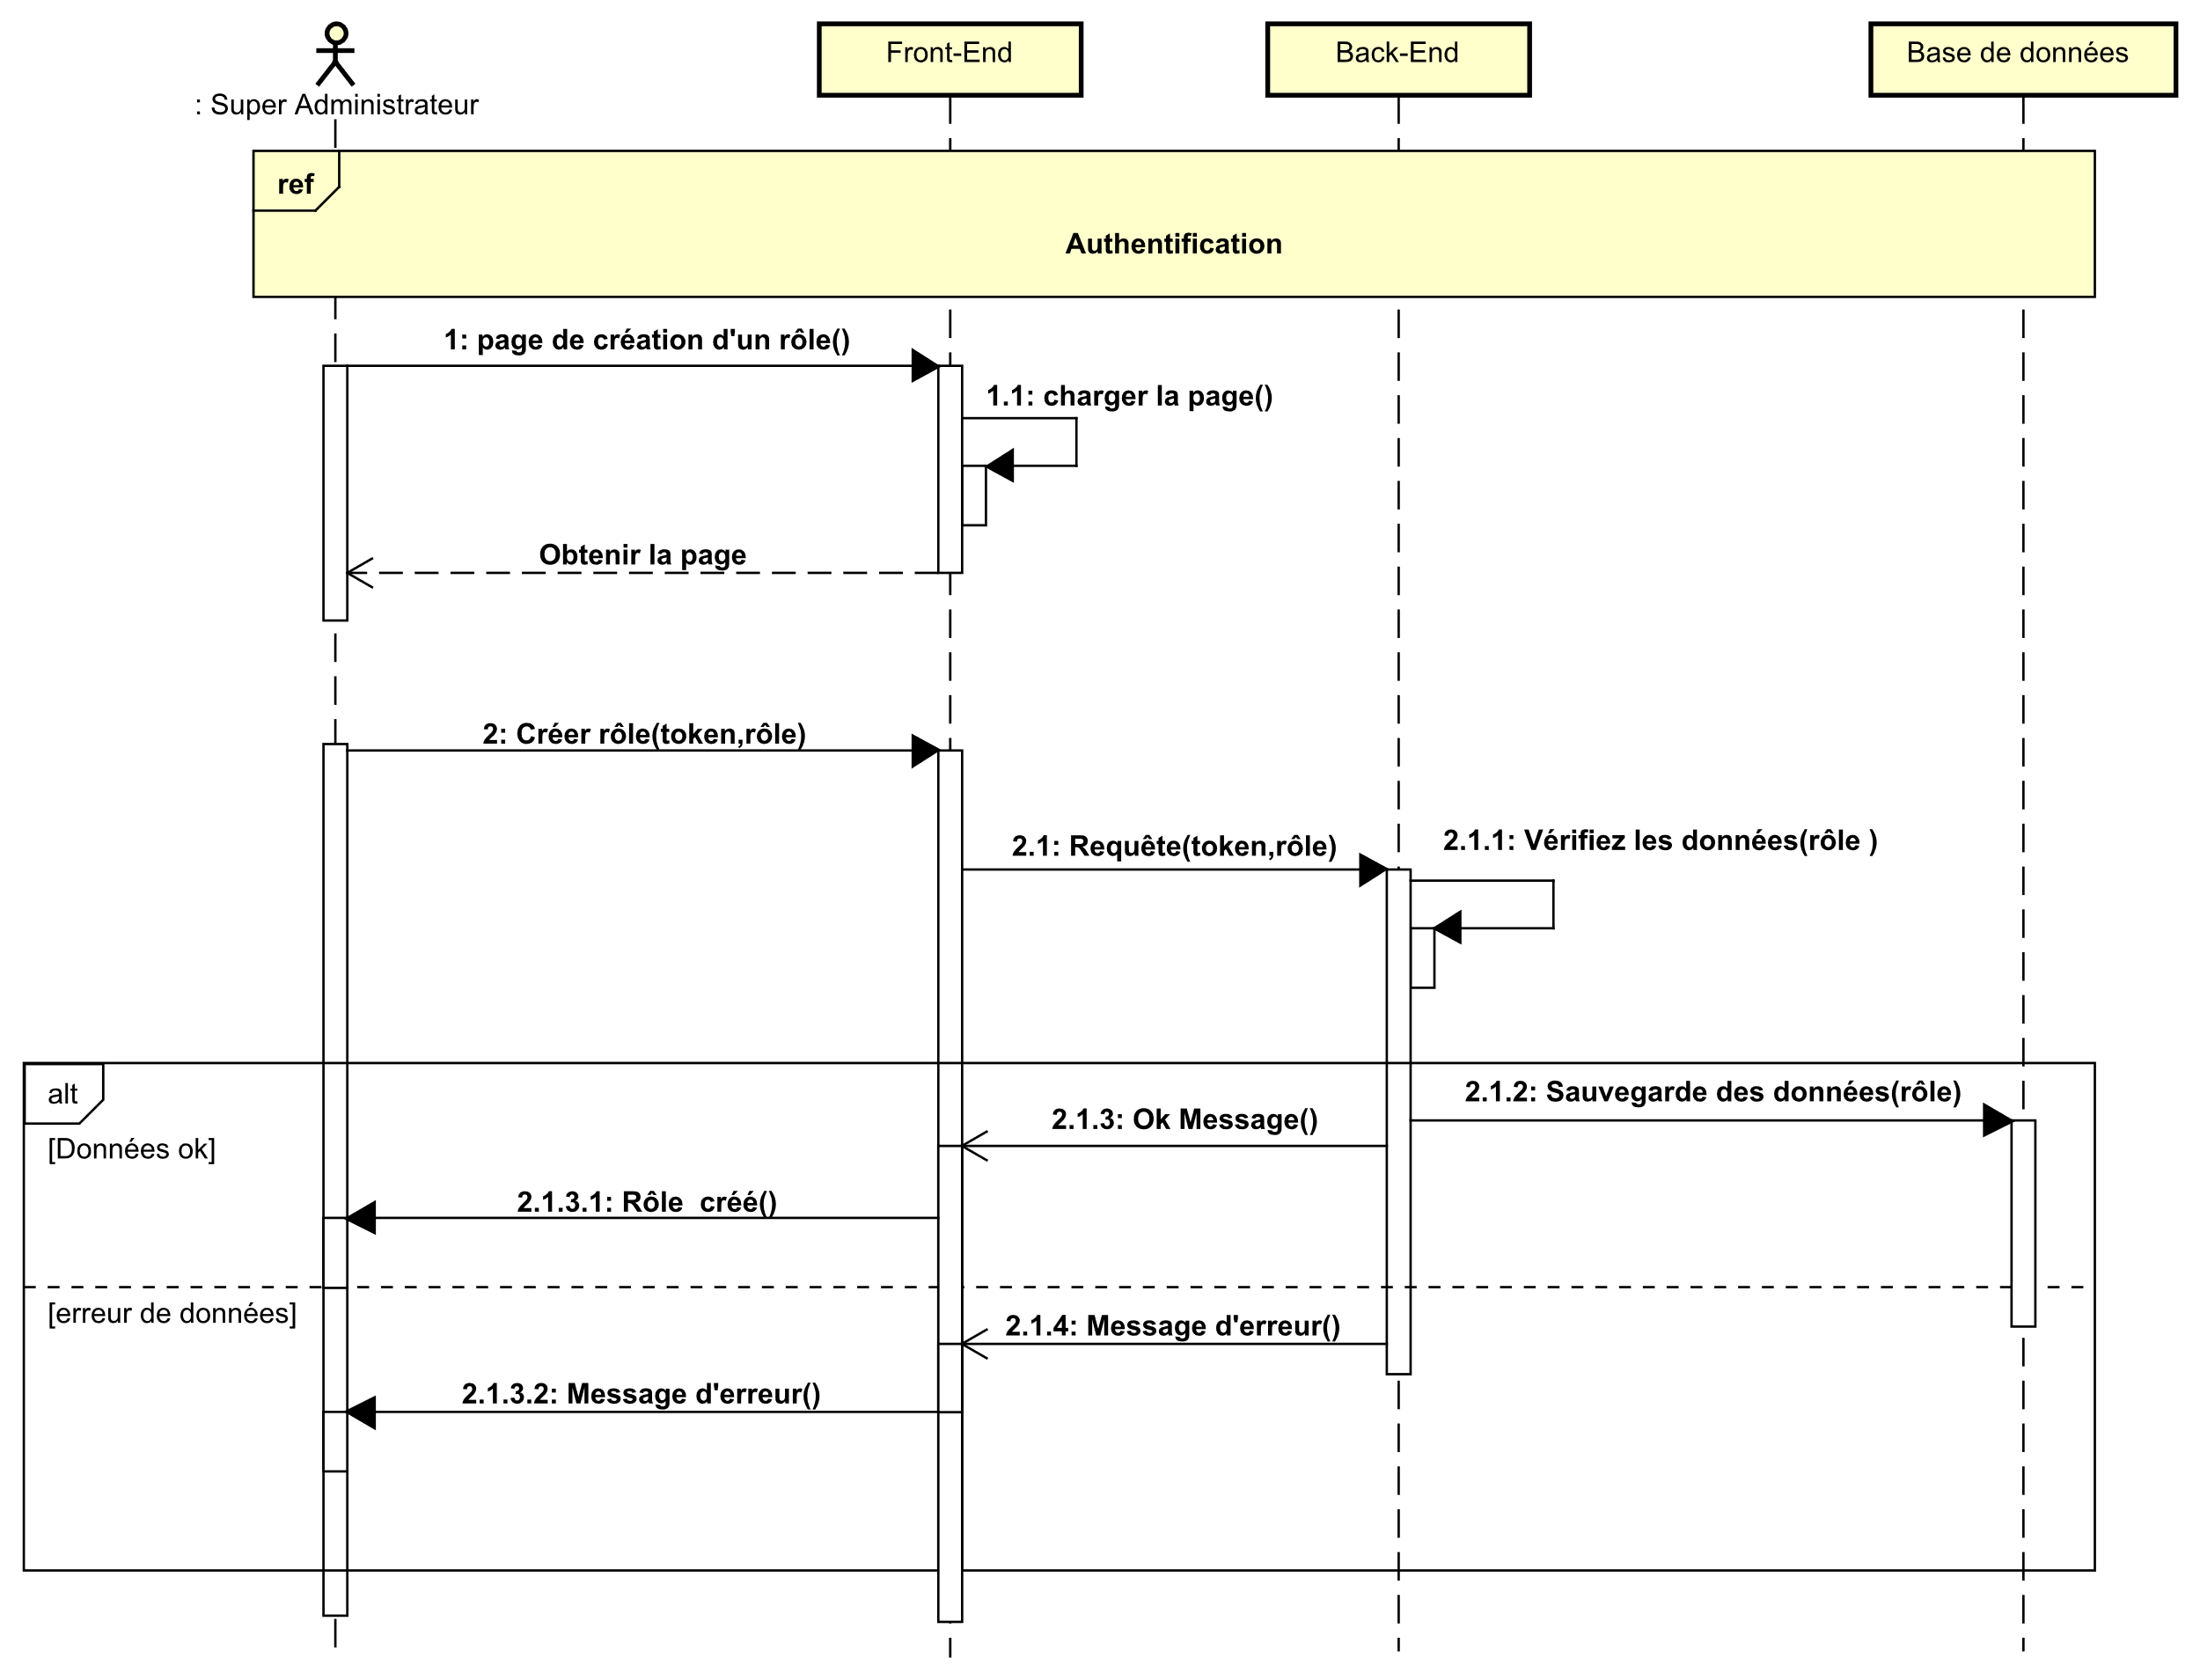 : Super Administrateur
Front-End
Back-End
Base de données
ref
Authentification
1: page de création d'un rôle()
1.1: charger la page()
Obtenir la page
2: Créer rôle(token,rôle)
2.1: Requête(token,rôle)
2.1.1: Vérifiez les données(rôle )
alt
[Données ok]
2.1.2: Sauvegarde des données(rôle)
2.1.3: Ok Message()
2.1.3.1: Rôle  créé()
[erreur de données]
2.1.4: Message d'erreur()
2.1.3.2: Message d'erreur()